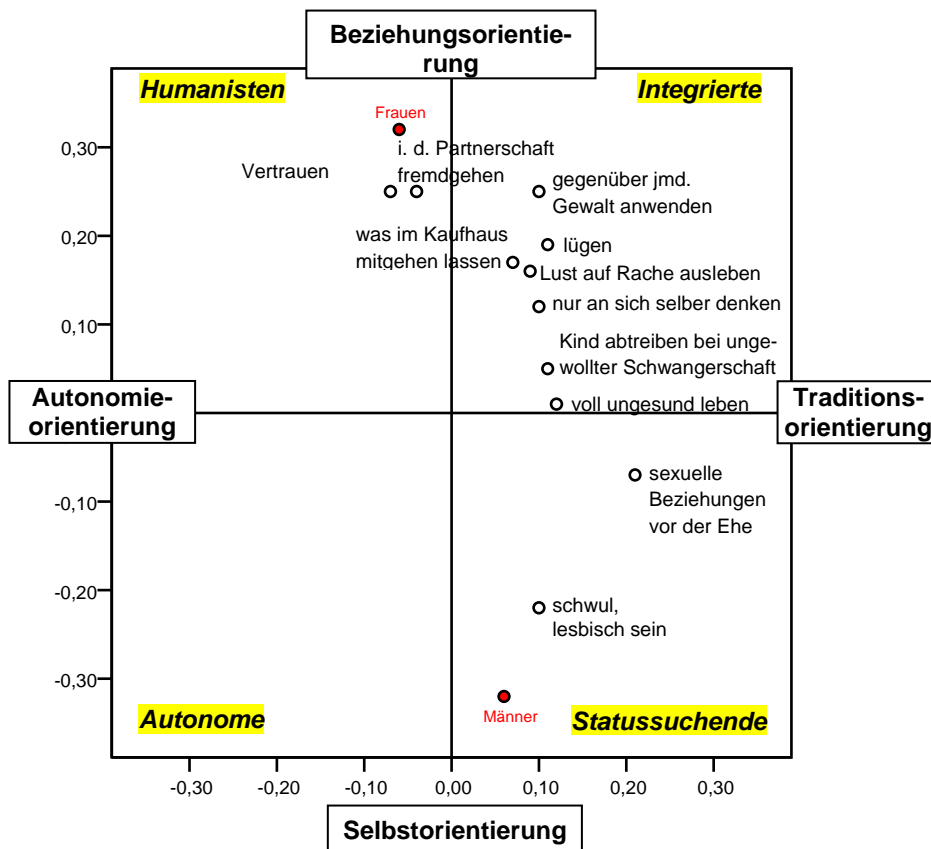 Beziehungsorientie-
rung
Humanisten
Integrierte
Frauen
0,30
i. d. Partnerschaft
fremdgehen
Vertrauen
gegenüber jmd.
Gewalt anwenden
0,20
was im Kaufhaus
mitgehen lassen
lügen
Lust auf Rache ausleben
nur an sich selber denken
0,10
Kind abtreiben bei unge-
wollter Schwangerschaft
voll ungesund leben
Autonomie-
orientierung
Traditions-
orientierung
sexuelle
Beziehungen
vor der Ehe
-0,10
-0,20
schwul,
lesbisch sein
-0,30
Männer
Autonome
Statussuchende
-0,30
-0,20
-0,10
0,00
0,10
0,20
0,30
Selbstorientierung